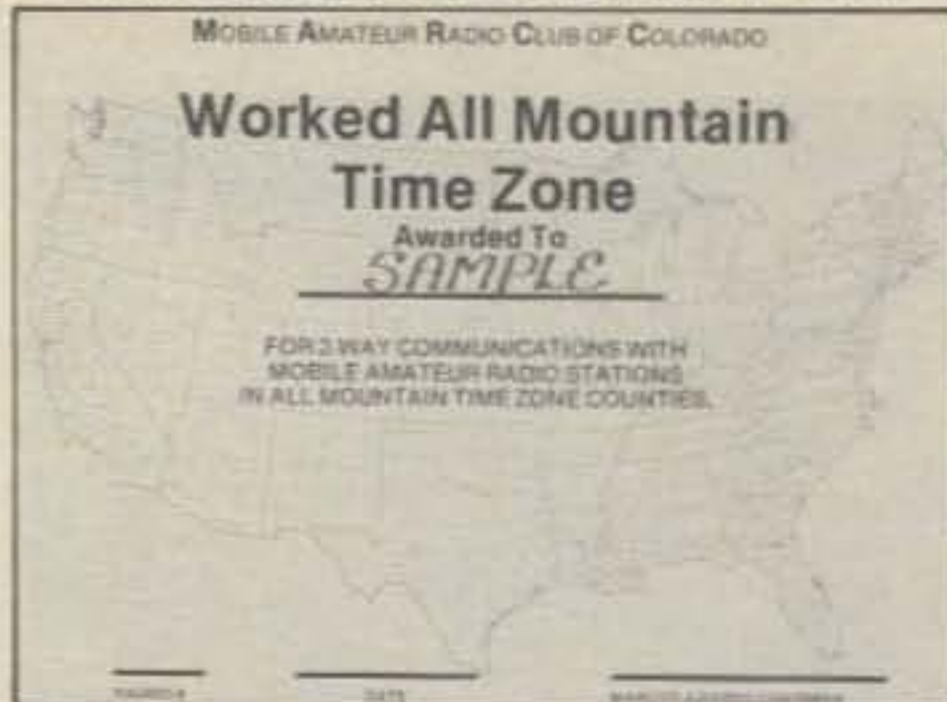 MOBILE AMATEUR RADIO CLUB OF COLORADO
Worked All Mountain
Time Zone
Awarded To
SAMPLE
FOR 2 WAY COMMUNICATIONS WITH
MOBILE AMATEUR RADIO STATIONS
IN ALL MOUNTAIN TIME ZONE COUNTIES.
DATE